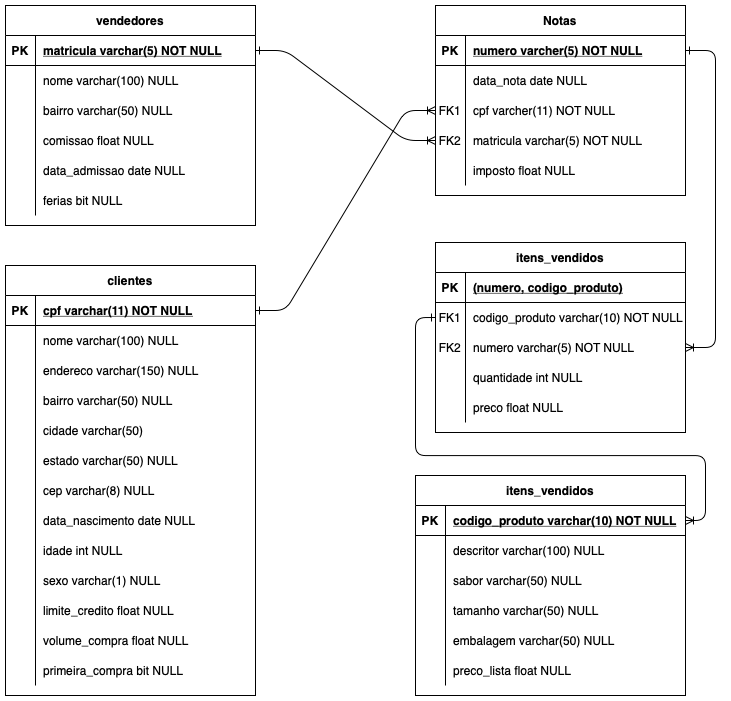 vendedores
PK matricula varchar(5) NOT NULL
nome varchar(100) NULL
bairro varchar(50) NULL
comissao float NULL
data_admissao date NULL
ferias bit NULL
clientes
PK cpf varchar(11) NOT NULL
nome varchar(100) NULL
endereco varchar(150) NULL
bairro varchar(50) NULL
cidade varchar(50)
estado varchar(50) NULL
cep varchar(8) NULL
data_nascimento date NULL
idade int NULL
sexo varchar(1) NULL
limite_credito float NULL
volume_compra float NULL
primeira_compra bit NULL
Notas
PK numero varcher(5) NOT NULL
data_nota date NULL
FK1 cpf varcher(11) NOT NULL
FK2 matricula varchar(5) NOT NULL
imposto float NULL
itens_vendidos
PK (numero, codigo_produto)
FK1 codigo_produto varchar(10) NOT NULL
FK2 numero varchar(5) NOT NULL
quantidade int NULL
preco float NULL
itens_vendidos
PK codigo_produto varchar(10) NOT NULL
descritor varchar(100) NULL
sabor varchar(50) NULL
tamanho varchar(50) NULL
embalagem varchar(50) NULL
preco_lista float NULL